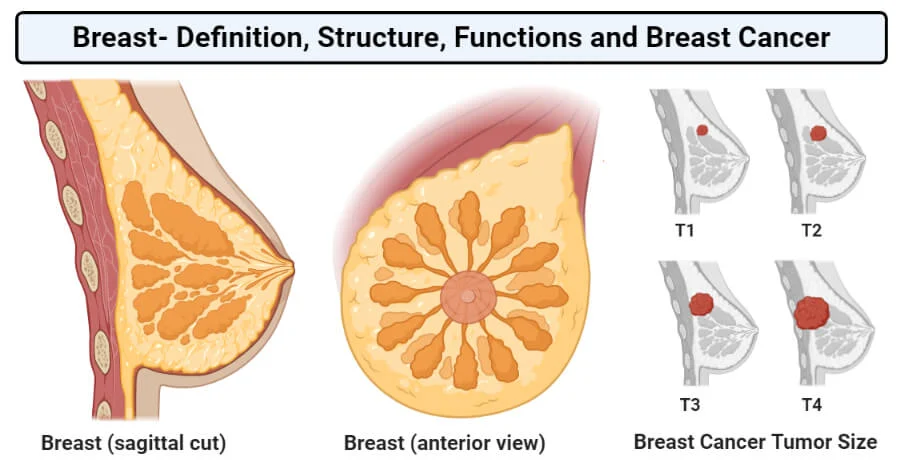 Breast- Definition, Structure, Functions and Breast Cancer
T1
T2
T3
T4
Breast (sagittal cut)
Breast (anterior view)
Breast Cancer Tumor Size